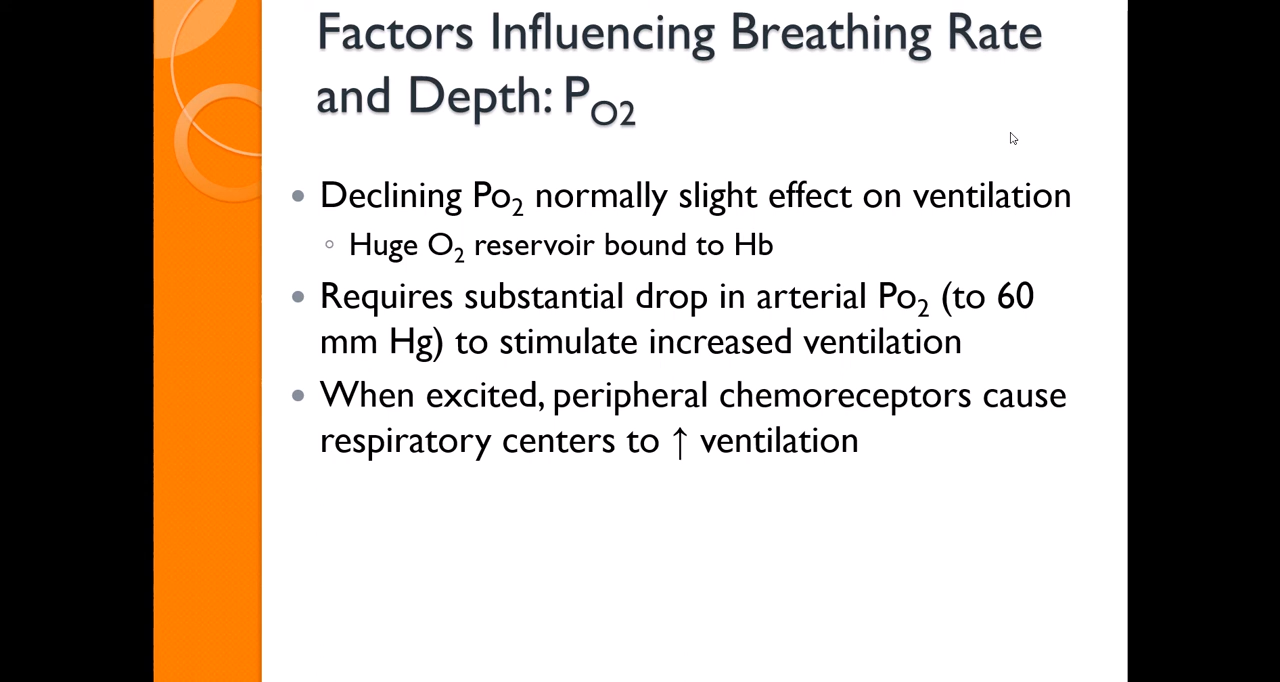 Factors Influencing Breathing Rate
and Depth: PO2
• Declining Po2 normally slight effect on ventilation
◦ Huge O2 reservoir bound to Hb
• Requires substantial drop in arterial Po2 (to 60
mm Hg) to stimulate increased ventilation
• When excited, peripheral chemoreceptors cause
respiratory centers to ↑ ventilation